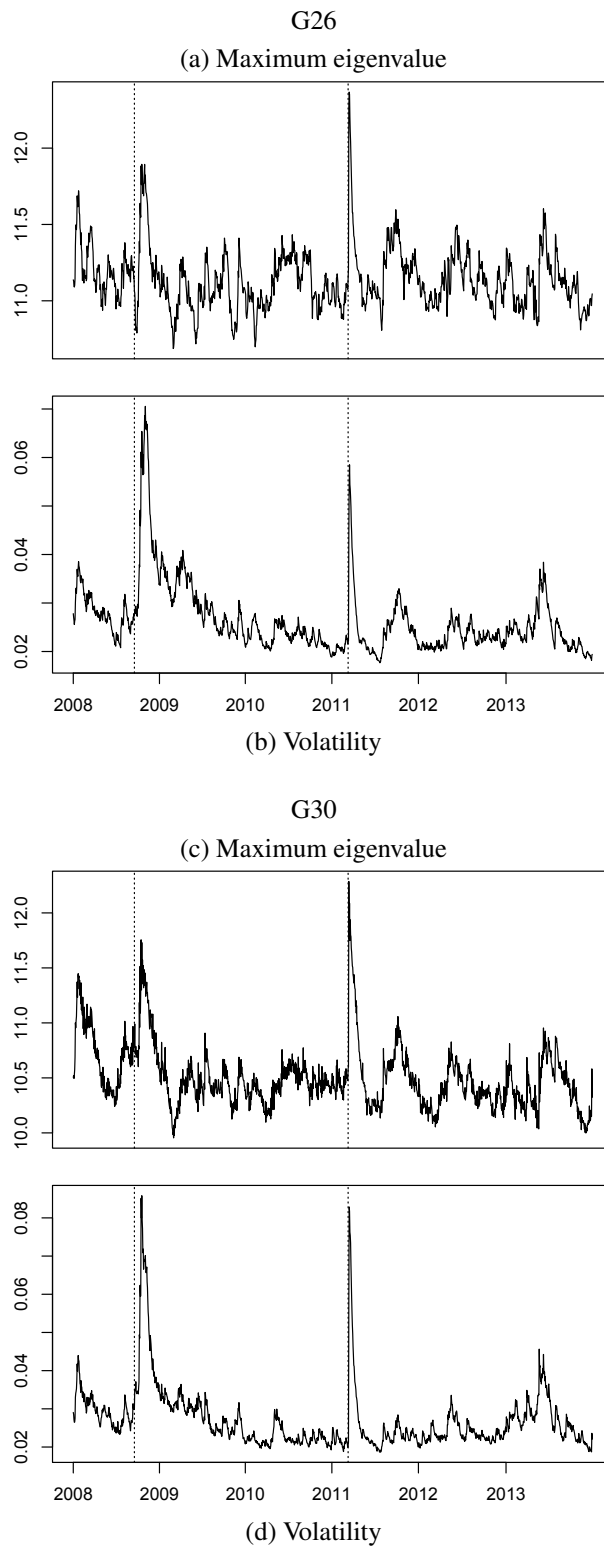 G26
(a) Maximum eigenvalue
12.0
11.5
11.0
0.06
0.04
0.02
2008 2009 2010 2011 2012 2013
(b) Volatility
G30
(c) Maximum eigenvalue
12.0
11.5
11.0
10.5
10.0
0.08
0.06
0.04
0.02
2008 2009 2010 2011 2012 2013
(d) Volatility